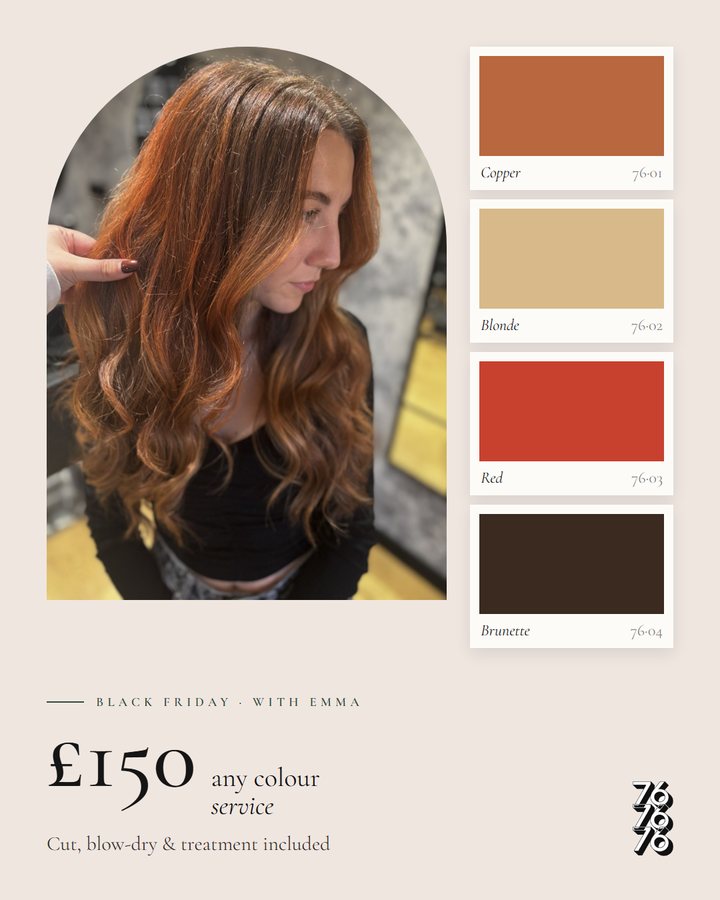 Copper 76·01
Blonde 76·02
Red 76·03
Brunette 76·04
BLACK FRIDAY · WITH EMMA
£150 any colour
service
Cut, blow-dry & treatment included
76
76
76